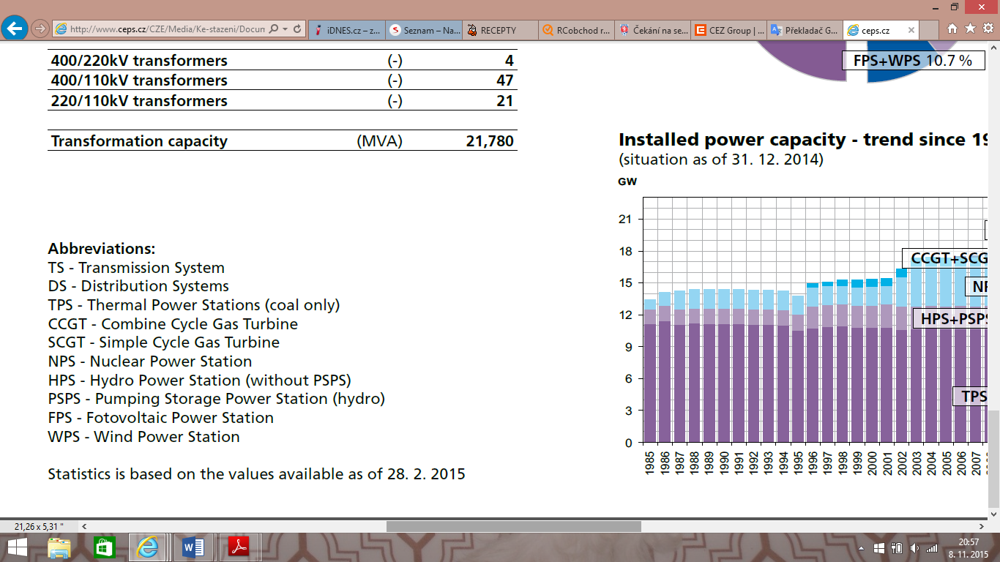 http://www.ceps.cz/CZE/Media/Ke-stazeni/Docun
iDNES.cz – z...
Seznam – Na...
RECEPTY
RCobchod r...
Čekání na se...
CEZ Group | ...
Překladač G...
ceps.cz
400/220kV transformers (-) 4
400/110kV transformers (-) 47
220/110kV transformers (-) 21
Transformation capacity (MVA) 21,780
Abbreviations:
TS - Transmission System
DS - Distribution Systems
TPS - Thermal Power Stations (coal only)
CCGT - Combine Cycle Gas Turbine
SCGT - Simple Cycle Gas Turbine
NPS - Nuclear Power Station
HPS - Hydro Power Station (without PSPS)
PSPS - Pumping Storage Power Station (hydro)
FPS - Fotovoltaic Power Station
WPS - Wind Power Station
Statistics is based on the values available as of 28. 2. 2015
FPS+WPS 10.7 %
Installed power capacity - trend since 19
(situation as of 31. 12. 2014)
GW
21
18
15
12
9
6
3
0
CCGT+SCG
NP
HPS+PSPS
TPS
1985 1986 1987 1988 1989 1990 1991 1992 1993 1994 1995 1996 1997 1998 1999 2000 2001 2002 2003 2004 2005 2006 2007
21,26 x 5,31 "
20:57
8. 11. 2015